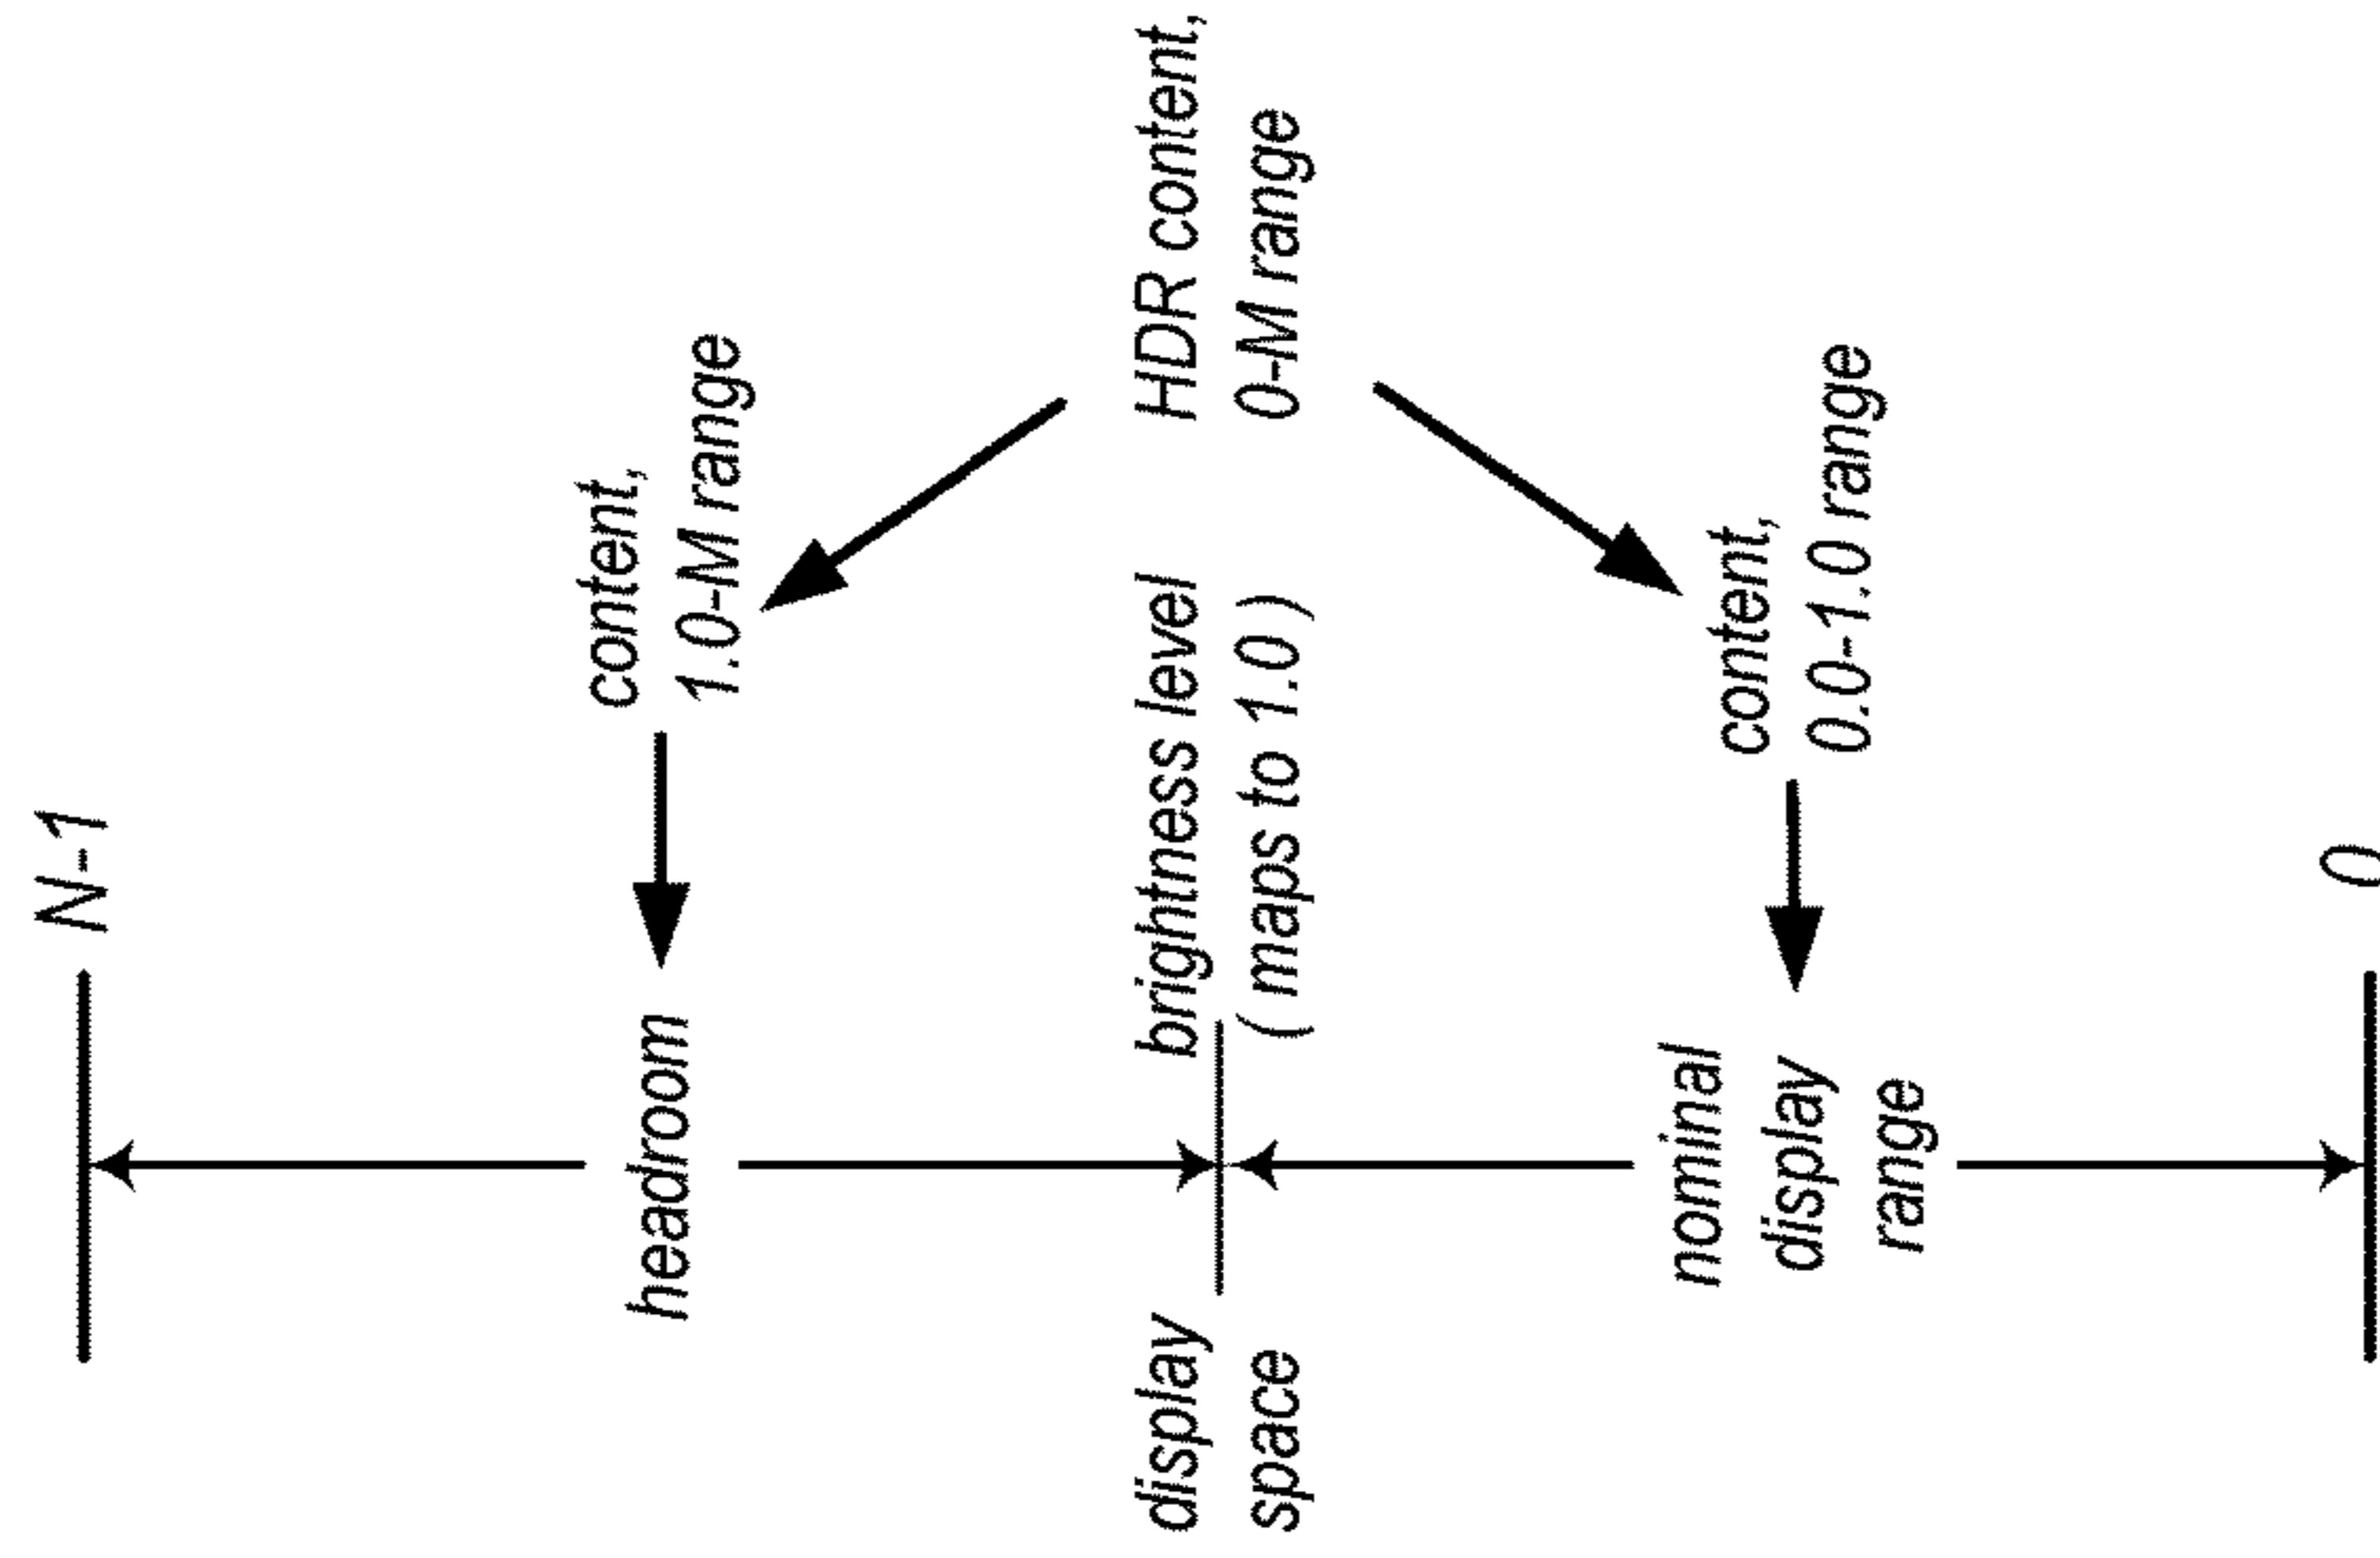 N-1
content,
1.0-M range
headroom
HDR content,
0-M range
brightness level
( maps to 1.0 )
display
space
content,
0.0-1.0 range
nominal
display
range
0